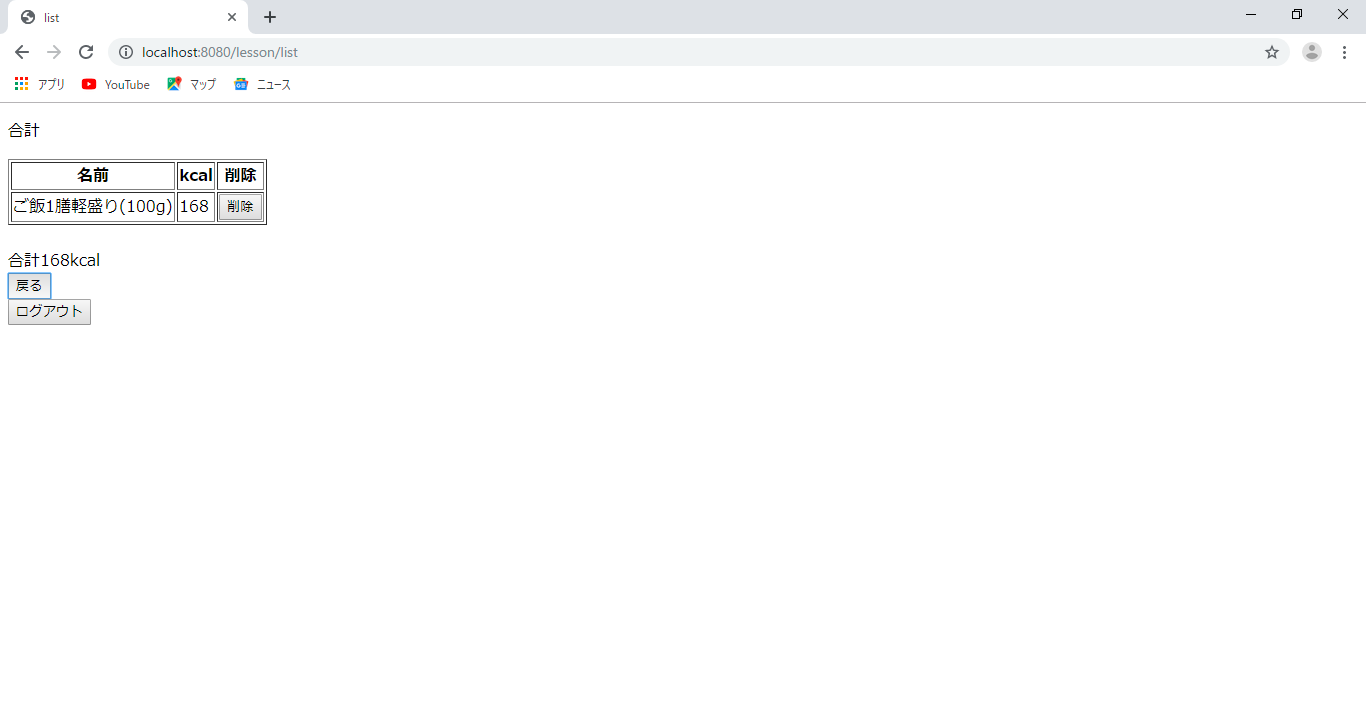 list
localhost:8080/lesson/list
アプリ YouTube マップ ニュース
合計
名前 kcal 削除
ご飯1膳軽盛り(100g) 168 削除
合計168kcal
戻る
ログアウト